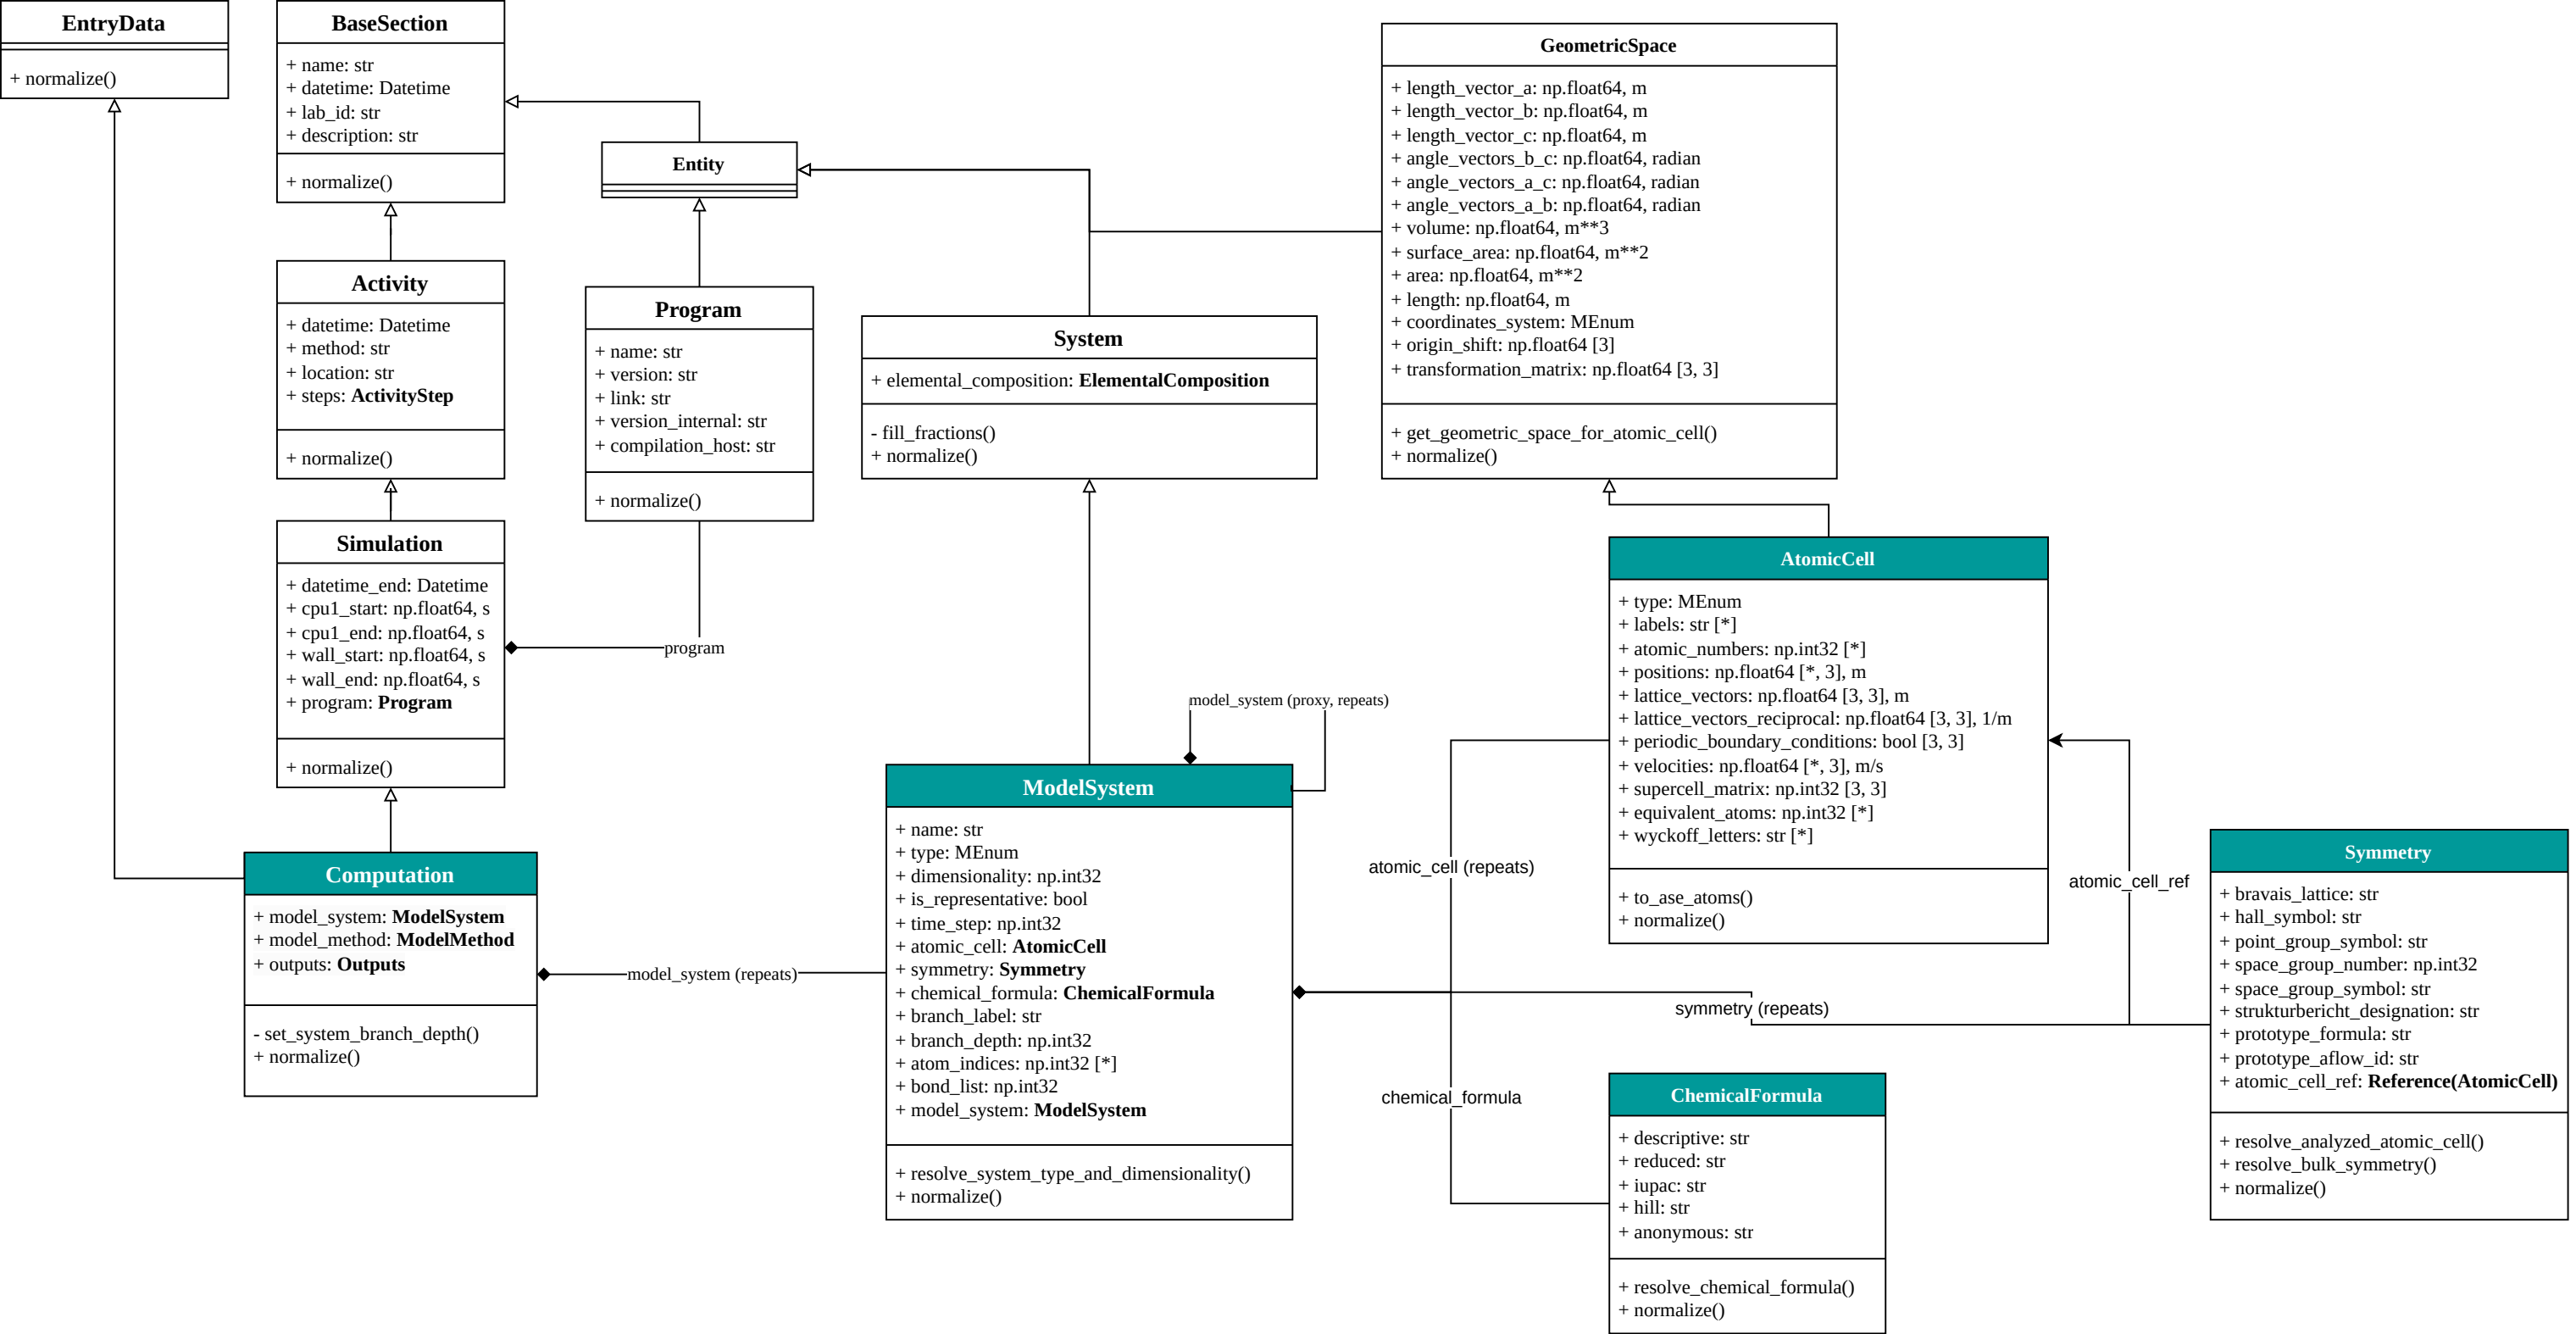 EntryData
+ normalize()
BaseSection
+ name: str
+ datetime: Datetime
+ lab_id: str
+ description: str
+ normalize()
Entity
GeometricSpace
+ length_vector_a: np.float64, m
+ length_vector_b: np.float64, m
+ length_vector_c: np.float64, m
+ angle_vectors_b_c: np.float64, radian
+ angle_vectors_a_c: np.float64, radian
+ angle_vectors_a_b: np.float64, radian
+ volume: np.float64, m**3
+ surface_area: np.float64, m**2
+ area: np.float64, m**2
+ length: np.float64, m
+ coordinates_system: MEnum
+ origin_shift: np.float64 [3]
+ transformation_matrix: np.float64 [3, 3]
+ get_geometric_space_for_atomic_cell()
+ normalize()
Activity
+ datetime: Datetime
+ method: str
+ location: str
+ steps: ActivityStep
+ normalize()
Program
+ name: str
+ version: str
+ link: str
+ version_internal: str
+ compilation_host: str
+ normalize()
System
+ elemental_composition: ElementalComposition
- fill_fractions()
+ normalize()
Simulation
+ datetime_end: Datetime
+ cpu1_start: np.float64, s
+ cpu1_end: np.float64, s
+ wall_start: np.float64, s
+ wall_end: np.float64, s
+ program: Program
+ normalize()
program
AtomicCell
+ type: MEnum
+ labels: str [*]
+ atomic_numbers: np.int32 [*]
+ positions: np.float64 [*, 3], m
+ lattice_vectors: np.float64 [3, 3], m
+ lattice_vectors_reciprocal: np.float64 [3, 3], 1/m
+ periodic_boundary_conditions: bool [3, 3]
+ velocities: np.float64 [*, 3], m/s
+ supercell_matrix: np.int32 [3, 3]
+ equivalent_atoms: np.int32 [*]
+ wyckoff_letters: str [*]
+ to_ase_atoms()
+ normalize()
model_system (proxy, repeats)
Computation
+ model_system: ModelSystem
+ model_method: ModelMethod
+ outputs: Outputs
- set_system_branch_depth()
+ normalize()
model_system (repeats)
ModelSystem
+ name: str
+ type: MEnum
+ dimensionality: np.int32
+ is_representative: bool
+ time_step: np.int32
+ atomic_cell: AtomicCell
+ symmetry: Symmetry
+ chemical_formula: ChemicalFormula
+ branch_label: str
+ branch_depth: np.int32
+ atom_indices: np.int32 [*]
+ bond_list: np.int32
+ model_system: ModelSystem
+ resolve_system_type_and_dimensionality()
+ normalize()
atomic_cell (repeats)
symmetry (repeats)
chemical_formula
atomic_cell_ref
ChemicalFormula
+ descriptive: str
+ reduced: str
+ iupac: str
+ hill: str
+ anonymous: str
+ resolve_chemical_formula()
+ normalize()
Symmetry
+ bravais_lattice: str
+ hall_symbol: str
+ point_group_symbol: str
+ space_group_number: np.int32
+ space_group_symbol: str
+ strukturbericht_designation: str
+ prototype_formula: str
+ prototype_aflow_id: str
+ atomic_cell_ref: Reference(AtomicCell)
+ resolve_analyzed_atomic_cell()
+ resolve_bulk_symmetry()
+ normalize()